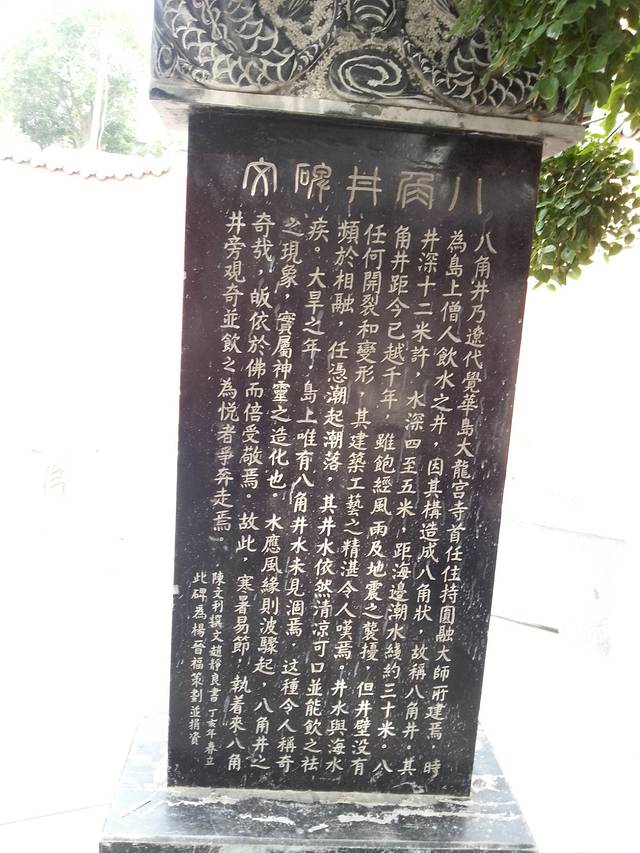 八角井碑文
八角井乃遼代覺華島大龍宮寺首任住持圓融大師所建焉，時
為島上僧人飲水之井，因其構造成八角狀，故稱八角井。其
井深十二米許，水深四至五米，距海邊潮水綫約三十米。八
角井距今已越千年，雖飽經風雨及地震之襲擾，但井壁没有
任何開裂和變形，其建築工藝之精湛令人嘆焉。井水與海水
頻於相融，任憑潮起潮落，其井水依然清凉可口並能飲之祛
疾。大旱之年，島上唯有八角井水未見涸焉，這種令人稱奇
之現象，實屬神靈之造化也。水應風緣則波驟起，八角井之
奇哉，皈依於佛而倍受敬焉。故此，寒暑易節，執着來八角
井旁观奇並飲之為悦者爭奔走焉。
陳文利撰文趙靜良書 丁亥年春立
此碑為楊晉福策劃並捐資